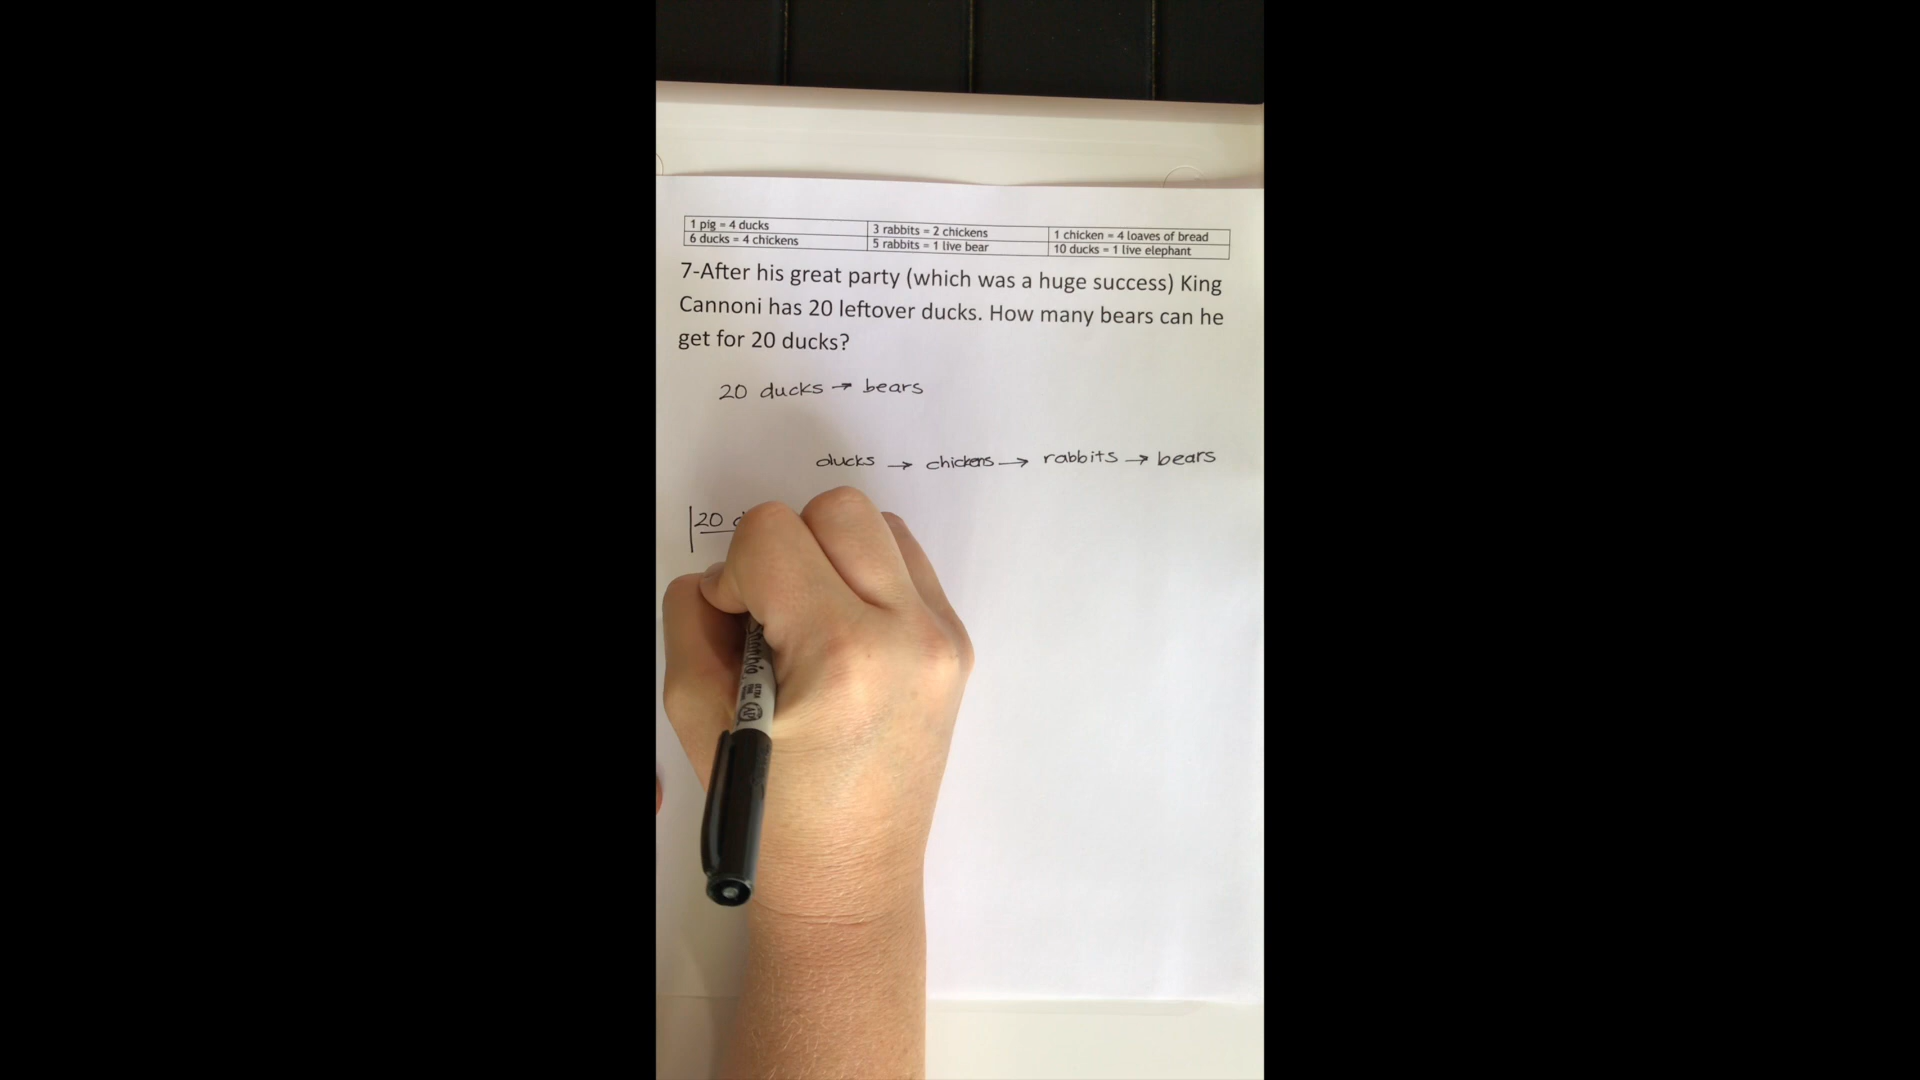 1 pig = 4 ducks 3 rabbits = 2 chickens 1 chicken = 4 loaves of bread
6 ducks = 4 chickens 5 rabbits = 1 live bear 10 ducks = 1 live elephant
7-After his great party (which was a huge success) King
Cannoni has 20 leftover ducks. How many bears can he
get for 20 ducks?
20 ducks → bears
ducks → chickens → rabbits → bears
20
Sharpie